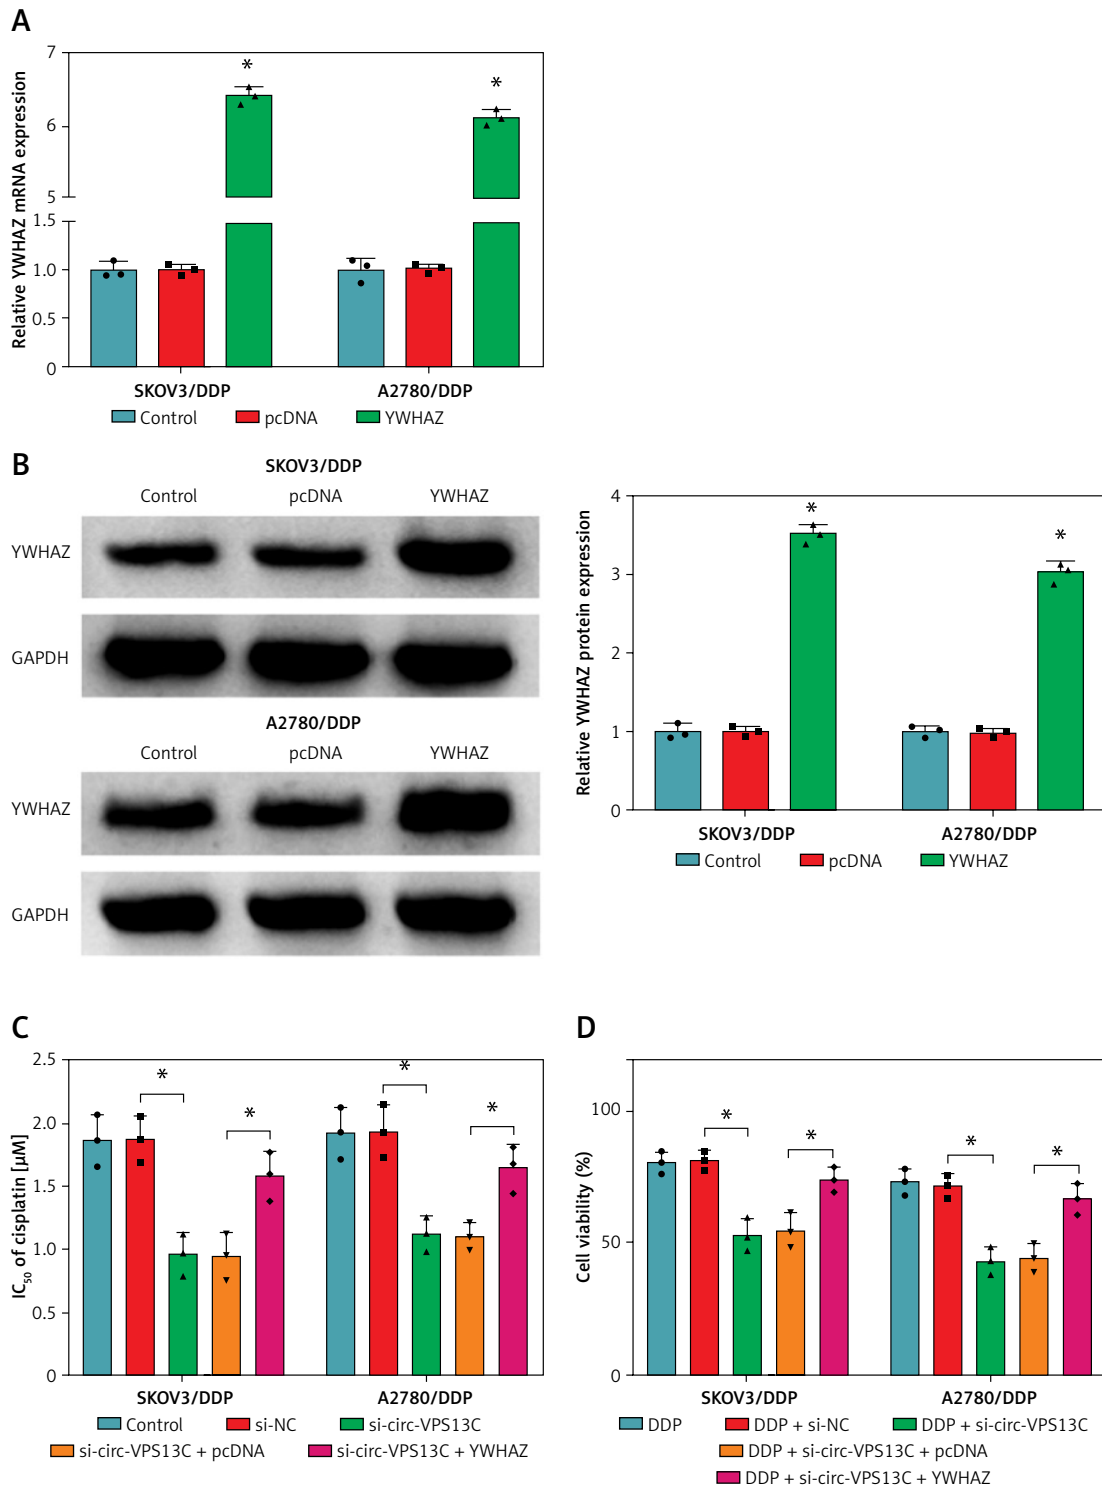 A
Relative YWHAZ mRNA expression
7
6
5
1.5
1.0
0.5
0
* *
SKOV3/DDP A2780/DDP
Control pcDNA YWHAZ
B
SKOV3/DDP
Control pcDNA YWHAZ
YWHAZ
GAPDH
A2780/DDP
Control pcDNA YWHAZ
YWHAZ
GAPDH
Relative YWHAZ protein expression
4
3
2
1
0
* *
SKOV3/DDP A2780/DDP
Control pcDNA YWHAZ
C
IC50 of cisplatin [µM]
2.5
2.0
1.5
1.0
0.5
0
* * * *
SKOV3/DDP A2780/DDP
Control si-NC si-circ-VPS13C
si-circ-VPS13C + pcDNA si-circ-VPS13C + YWHAZ
D
Cell viability (%)
100
50
0
* * * *
SKOV3/DDP A2780/DDP
DDP DDP + si-NC DDP + si-circ-VPS13C
DDP + si-circ-VPS13C + pcDNA
DDP + si-circ-VPS13C + YWHAZ